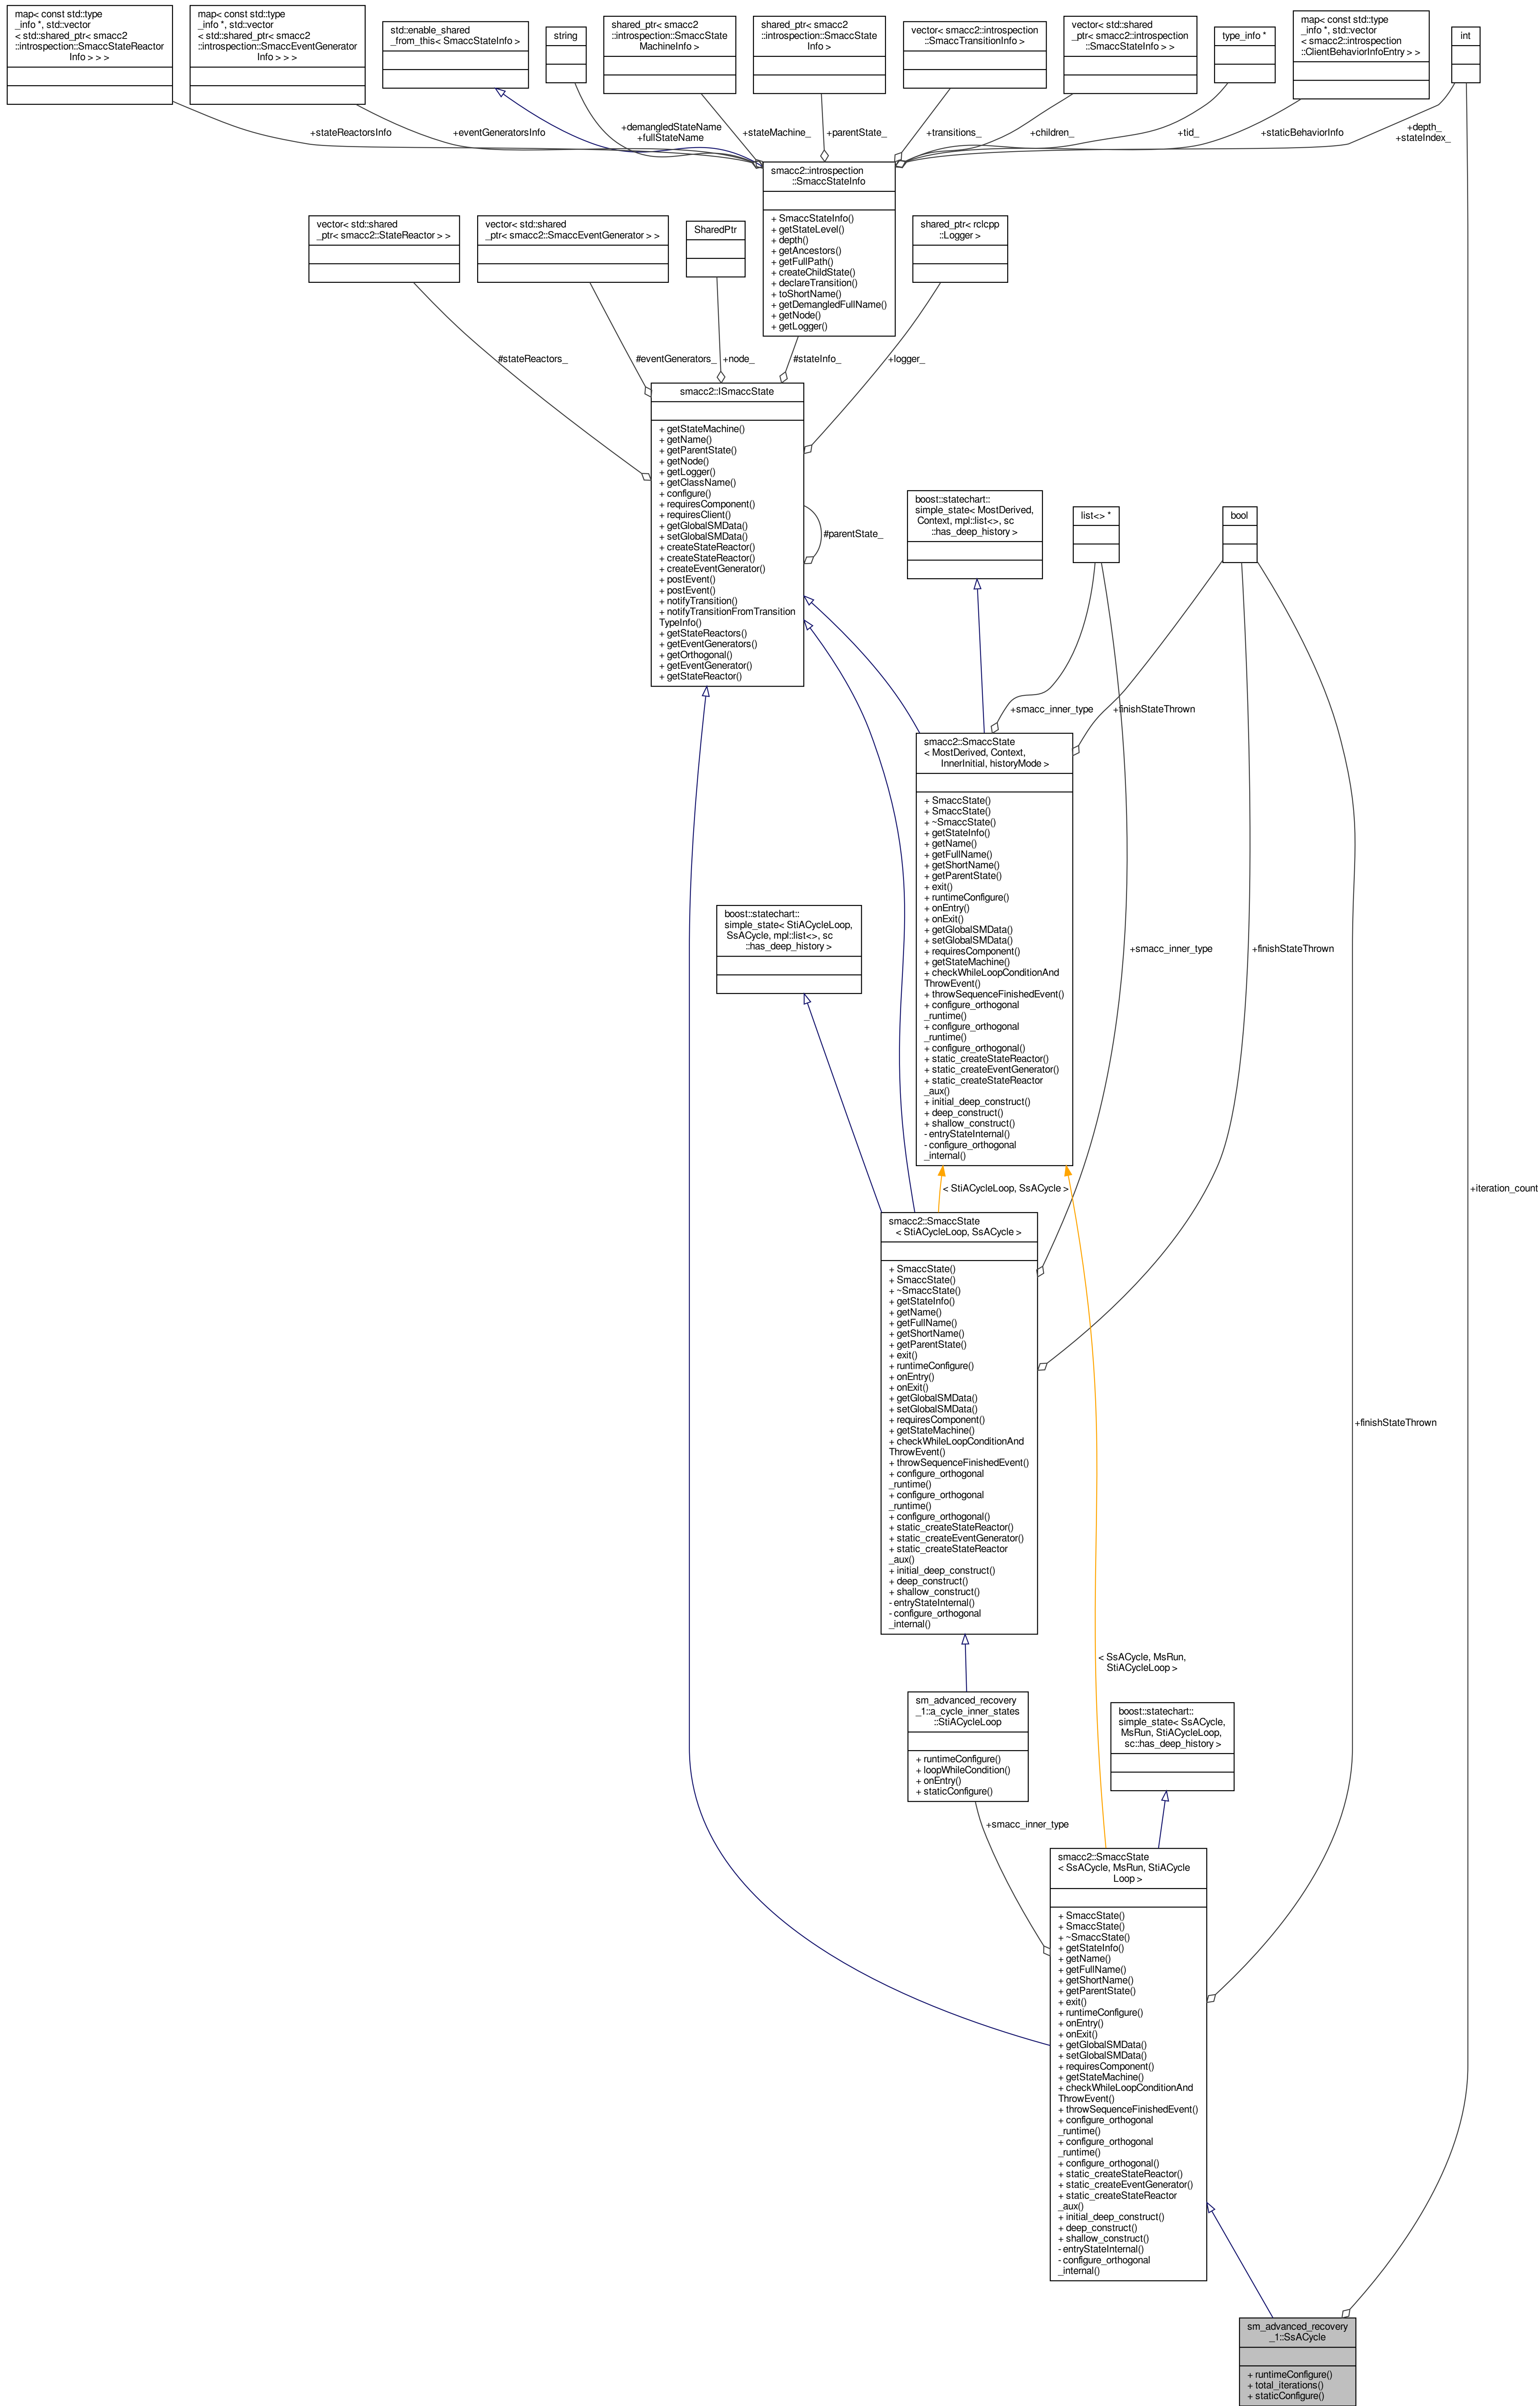 map< const std::type
_info *, std::vector
< std::shared_ptr< smacc2
::introspection::SmaccStateReactor
Info > > >
map< const std::type
_info *, std::vector
< std::shared_ptr< smacc2
::introspection::SmaccEventGenerator
Info > > >
std::enable_shared
_from_this< SmaccStateInfo >
string
shared_ptr< smacc2
::introspection::SmaccState
MachineInfo >
shared_ptr< smacc2
::introspection::SmaccState
Info >
vector< smacc2::introspection
::SmaccTransitionInfo >
vector< std::shared
_ptr< smacc2::introspection
::SmaccStateInfo > >
type_info *
map< const std::type
_info *, std::vector
< smacc2::introspection
::ClientBehaviorInfoEntry > >
int
+stateReactorsInfo
+eventGeneratorsInfo
+demangledStateName
+fullStateName
+stateMachine_
+parentState_
+transitions_
+children_
+tid_
+staticBehaviorInfo
+depth_
+stateIndex_
smacc2::introspection
::SmaccStateInfo
+ SmaccStateInfo()
+ getStateLevel()
+ depth()
+ getAncestors()
+ getFullPath()
+ createChildState()
+ declareTransition()
+ toShortName()
+ getDemangledFullName()
+ getNode()
+ getLogger()
vector< std::shared
_ptr< smacc2::StateReactor > >
vector< std::shared
_ptr< smacc2::SmaccEventGenerator > >
SharedPtr
shared_ptr< rclcpp
::Logger >
#stateReactors_
#eventGenerators_
+node_
#stateInfo_
+logger_
smacc2::ISmaccState
+ getStateMachine()
+ getName()
+ getParentState()
+ getNode()
+ getLogger()
+ getClassName()
+ configure()
+ requiresComponent()
+ requiresClient()
+ getGlobalSMData()
+ setGlobalSMData()
+ createStateReactor()
+ createStateReactor()
+ createEventGenerator()
+ postEvent()
+ postEvent()
+ notifyTransition()
+ notifyTransitionFromTransition
TypeInfo()
+ getStateReactors()
+ getEventGenerators()
+ getOrthogonal()
+ getEventGenerator()
+ getStateReactor()
#parentState_
boost::statechart::
simple_state< MostDerived,
Context, mpl::list<>, sc
::has_deep_history >
list<> *
bool
+smacc_inner_type
+finishStateThrown
smacc2::SmaccState
< MostDerived, Context,
InnerInitial, historyMode >
+ SmaccState()
+ SmaccState()
+ ~SmaccState()
+ getStateInfo()
+ getName()
+ getFullName()
+ getShortName()
+ getParentState()
+ exit()
+ runtimeConfigure()
+ onEntry()
+ onExit()
+ getGlobalSMData()
+ setGlobalSMData()
+ requiresComponent()
+ getStateMachine()
+ checkWhileLoopConditionAnd
ThrowEvent()
+ throwSequenceFinishedEvent()
+ configure_orthogonal
_runtime()
+ configure_orthogonal
_runtime()
+ configure_orthogonal()
+ static_createStateReactor()
+ static_createEventGenerator()
+ static_createStateReactor
_aux()
+ initial_deep_construct()
+ deep_construct()
+ shallow_construct()
- entryStateInternal()
- configure_orthogonal
_internal()
boost::statechart::
simple_state< StiACycleLoop,
SsACycle, mpl::list<>, sc
::has_deep_history >
+smacc_inner_type
+finishStateThrown
< StiACycleLoop, SsACycle >
+iteration_count
smacc2::SmaccState
< StiACycleLoop, SsACycle >
+ SmaccState()
+ SmaccState()
+ ~SmaccState()
+ getStateInfo()
+ getName()
+ getFullName()
+ getShortName()
+ getParentState()
+ exit()
+ runtimeConfigure()
+ onEntry()
+ onExit()
+ getGlobalSMData()
+ setGlobalSMData()
+ requiresComponent()
+ getStateMachine()
+ checkWhileLoopConditionAnd
ThrowEvent()
+ throwSequenceFinishedEvent()
+ configure_orthogonal
_runtime()
+ configure_orthogonal
_runtime()
+ configure_orthogonal()
+ static_createStateReactor()
+ static_createEventGenerator()
+ static_createStateReactor
_aux()
+ initial_deep_construct()
+ deep_construct()
+ shallow_construct()
- entryStateInternal()
- configure_orthogonal
_internal()
+finishStateThrown
< SsACycle, MsRun,
StiACycleLoop >
sm_advanced_recovery
_1::a_cycle_inner_states
::StiACycleLoop
+ runtimeConfigure()
+ loopWhileCondition()
+ onEntry()
+ staticConfigure()
boost::statechart::
simple_state< SsACycle,
MsRun, StiACycleLoop,
sc::has_deep_history >
+smacc_inner_type
smacc2::SmaccState
< SsACycle, MsRun, StiACycle
Loop >
+ SmaccState()
+ SmaccState()
+ ~SmaccState()
+ getStateInfo()
+ getName()
+ getFullName()
+ getShortName()
+ getParentState()
+ exit()
+ runtimeConfigure()
+ onEntry()
+ onExit()
+ getGlobalSMData()
+ setGlobalSMData()
+ requiresComponent()
+ getStateMachine()
+ checkWhileLoopConditionAnd
ThrowEvent()
+ throwSequenceFinishedEvent()
+ configure_orthogonal
_runtime()
+ configure_orthogonal
_runtime()
+ configure_orthogonal()
+ static_createStateReactor()
+ static_createEventGenerator()
+ static_createStateReactor
_aux()
+ initial_deep_construct()
+ deep_construct()
+ shallow_construct()
- entryStateInternal()
- configure_orthogonal
_internal()
sm_advanced_recovery
_1::SsACycle
+ runtimeConfigure()
+ total_iterations()
+ staticConfigure()